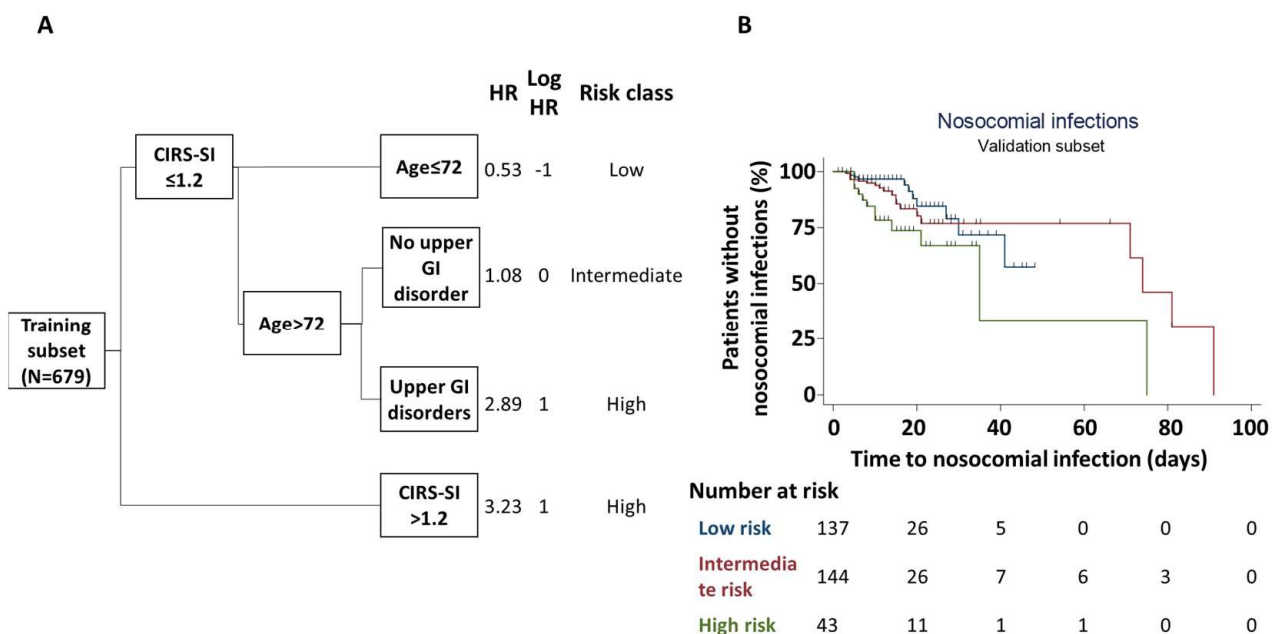 A
HR
Log
HR
Risk class
CIRS-SI
≤1.2
Age≤72
0.53 -1 Low
No upper
GI
disorder
1.08 0 Intermediate
Age>72
Training
subset
(N=679)
Upper GI
disorders
2.89 1 High
CIRS-SI
>1.2
3.23 1 High
B
Nosocomial infections
Validation subset
Patients without
nosocomial infections (%)
100
75
50
25
0
0 20 40 60 80 100
Time to nosocomial infection (days)
Number at risk
Low risk 137 26 5 0 0 0
Intermedia
te risk
144 26 7 6 3 0
High risk 43 11 1 1 0 0